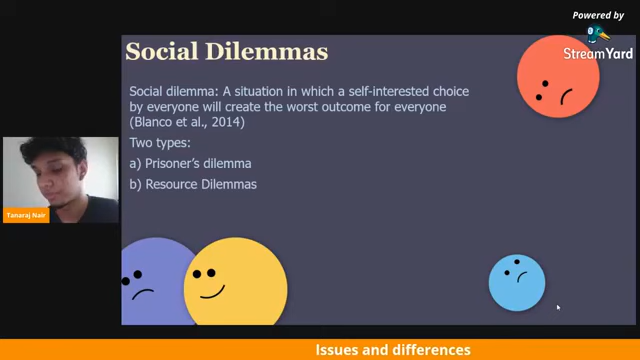 Powered by
StreamYard
Social Dilemmas
Social dilemma: A situation in which a self-interested choice
by everyone will create the worst outcome for everyone
(Blanco et al., 2014)
Two types:
a) Prisoner's dilemma
b) Resource Dilemmas
Tanaraj Nair
Issues and differences